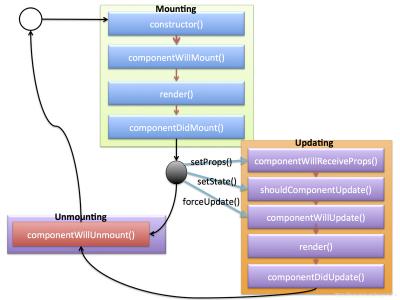 Mounting
constructor()
componentWillMount()
render()
componentDidMount()
setProps()
setState()
forceUpdate()
Updating
componentWillReceiveProps()
shouldComponentUpdate()
componentWillUpdate()
render()
componentDidUpdate()
Unmounting
componentWillUnmount()